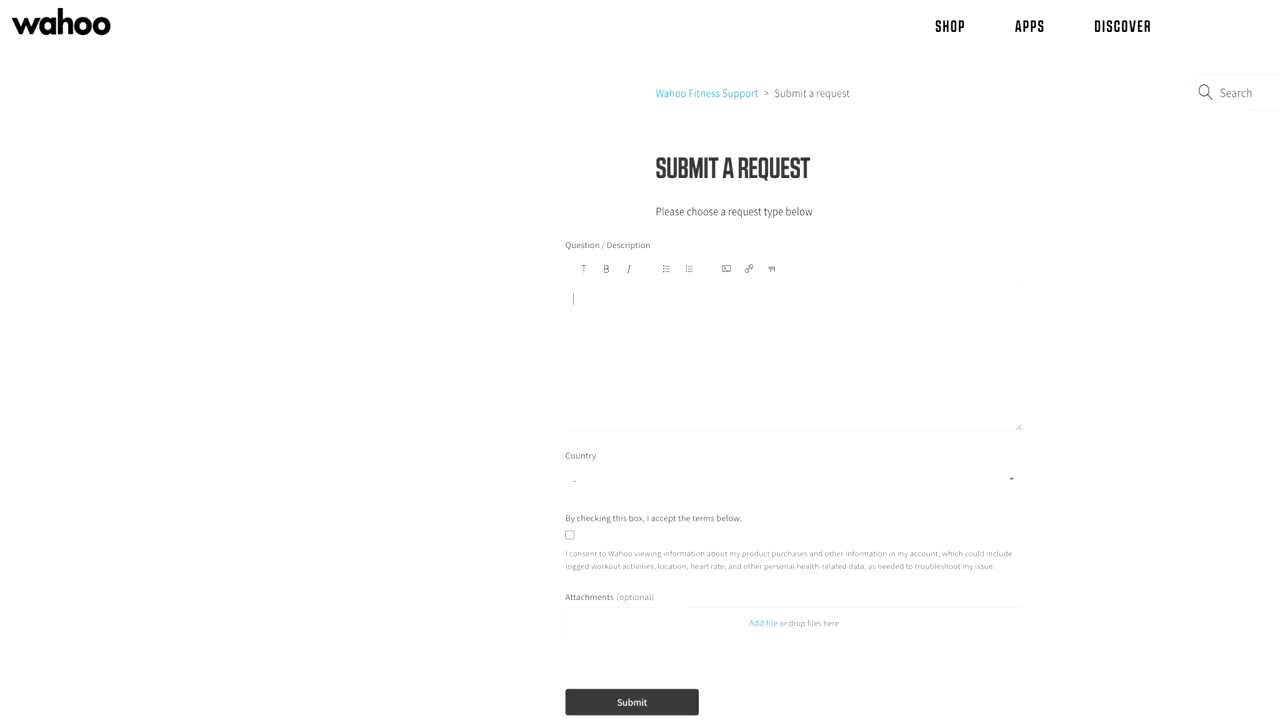 wahoo
SHOP APPS DISCOVER
Wahoo Fitness Support > Submit a request
Search
SUBMIT A REQUEST
Please choose a request type below
Question / Description
T B I
Country
-
By checking this box, I accept the terms below:
I consent to Wahoo viewing information about my product purchases and other information in my account, which could include
logged workout activities, location, heart rate, and other personal health-related data, as needed to troubleshoot my issue.
Attachments (optional)
Add file or drop files here
Submit